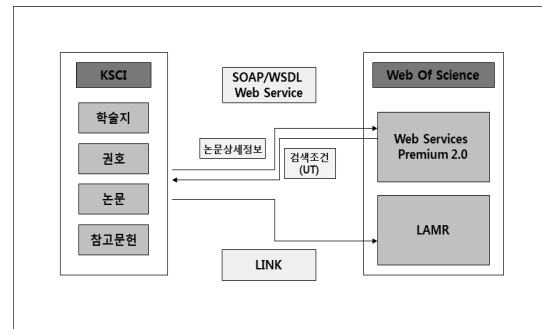 KSCI
학술지
권호
논문
참고문헌
SOAP/WSDL
Web Service
논문상세정보
검색조건
(UT)
LINK
Web Of Science
Web Services
Premium 2.0
LAMR